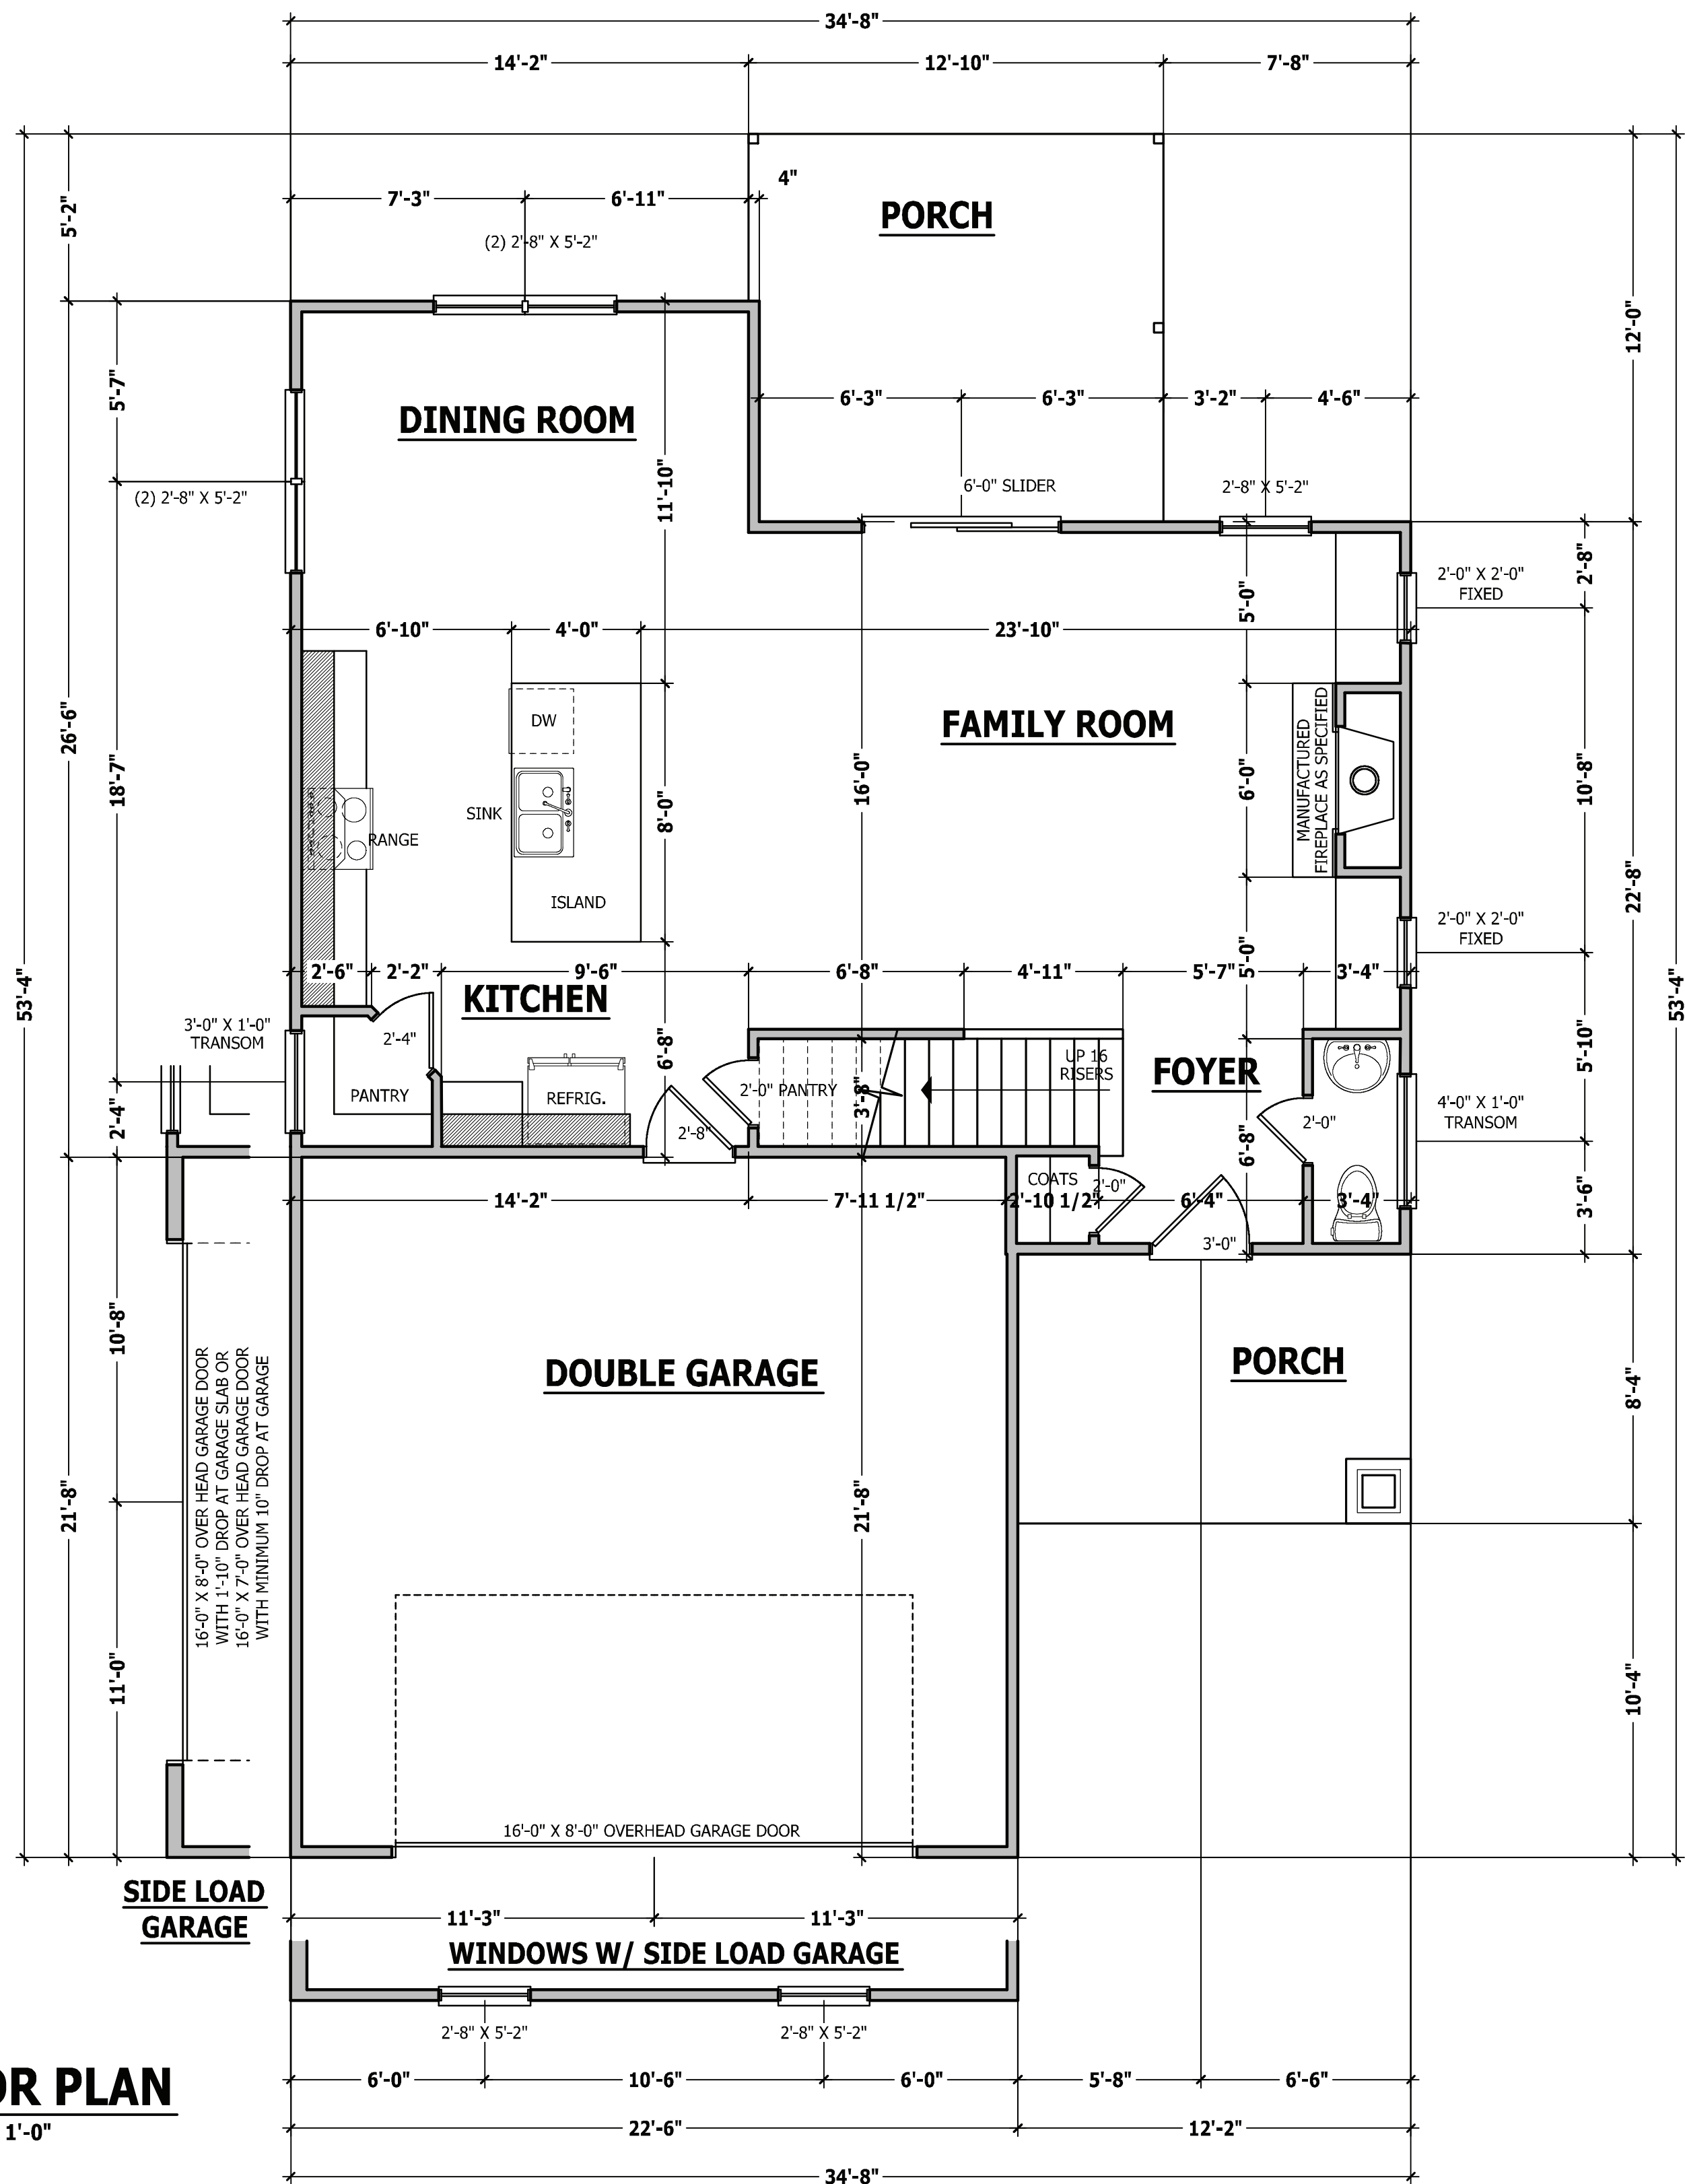 34'-8"
14'-2"
12'-10"
7'-8"
5'-2"
4"
7'-3"
6'-11"
PORCH
(2) 2'-8" X 5'-2"
12'-0"
5'-7"
6'-3"
6'-3"
3'-2"
4'-6"
DINING ROOM
11'-10"
6'-0" SLIDER
2'-8" X 5'-2"
(2) 2'-8" X 5'-2"
2'-8"
2'-0" X 2'-0"
FIXED
5'-0"
6'-10"
4'-0"
23'-10"
26'-6"
DW
FAMILY ROOM
18'-7"
16'-0"
6'-0"
MANUFACTURED
FIREPLACE AS SPECIFIED
10'-8"
SINK
8'-0"
RANGE
22'-8"
ISLAND
2'-0" X 2'-0"
FIXED
53'-4"
2'-6"
2'-2"
9'-6"
6'-8"
4'-11"
5'-7"
5'-0"
3'-4"
53'-4"
KITCHEN
3'-0" X 1'-0"
TRANSOM
2'-4"
6'-8"
UP 16
RISERS
FOYER
5'-10"
PANTRY
REFRIG.
2'-0"
PANTRY
3'-8"
4'-0" X 1'-0"
TRANSOM
2'-4"
2'-8"
2'-0"
6'-8"
COATS
2'-0"
14'-2"
7'-11 1/2"
2'-10 1/2"
6'-4"
3'-4"
3'-6"
3'-0"
10'-8"
DOUBLE GARAGE
PORCH
8'-4"
16'-0" X 8'-0" OVER HEAD GARAGE DOOR
WITH 1'-10" DROP AT GARAGE SLAB OR
16'-0" X 7'-0" OVER HEAD GARAGE DOOR
WITH MINIMUM 10" DROP AT GARAGE
21'-8"
21'-8"
11'-0"
10'-4"
16'-0" X 8'-0" OVERHEAD GARAGE DOOR
SIDE LOAD
GARAGE
11'-3"
11'-3"
WINDOWS W/ SIDE LOAD GARAGE
2'-8" X 5'-2"
2'-8" X 5'-2"
6'-0"
10'-6"
6'-0"
5'-8"
6'-6"
OR PLAN
1'-0"
22'-6"
12'-2"
34'-8"